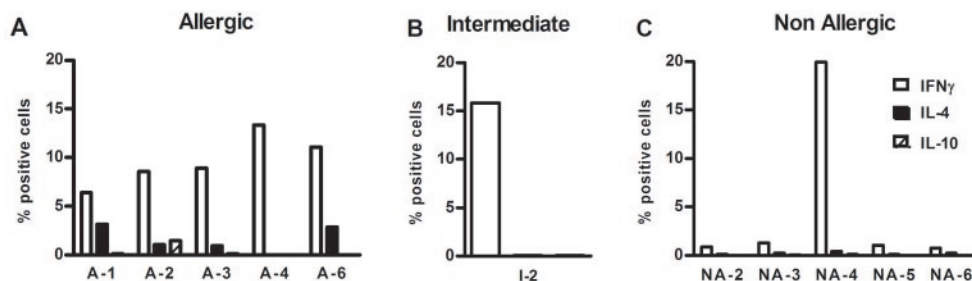 A
Allergic
% positive cells
20
15
10
5
0
A-1 A-2 A-3 A-4 A-6
B
Intermediate
% positive cells
20
15
10
5
0
I-2
C
Non Allergic
% positive cells
20
15
10
5
0
NA-2 NA-3 NA-4 NA-5 NA-6
IFNγ
IL-4
IL-10